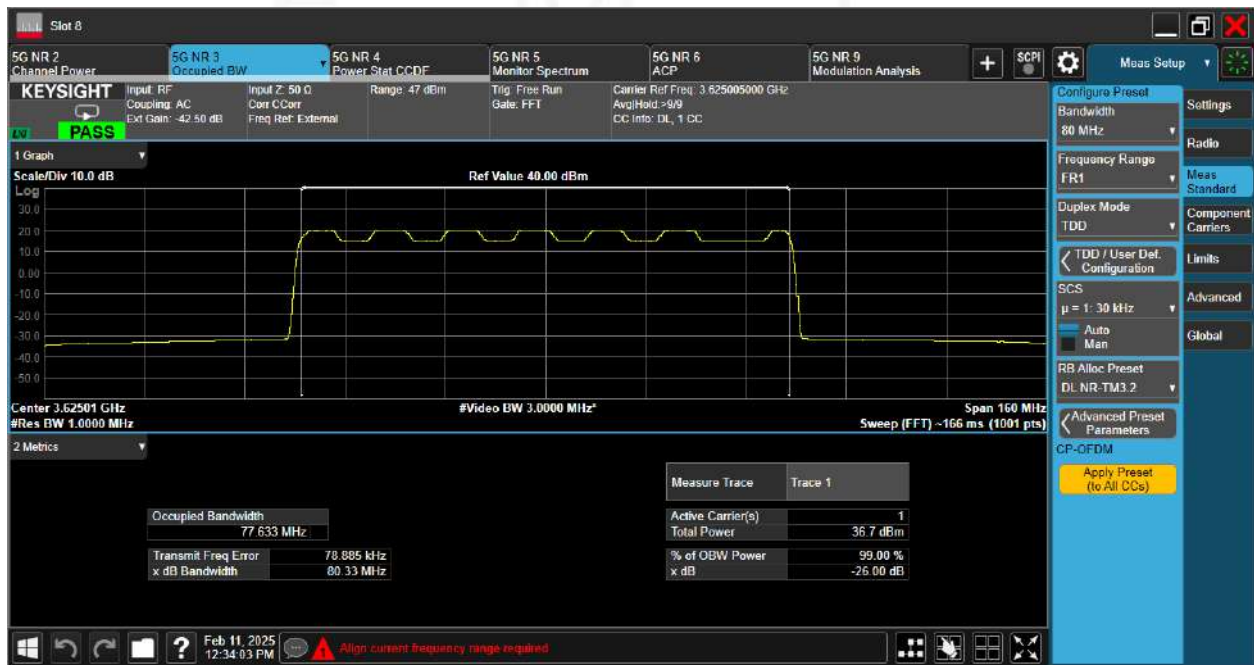 Slot 8
5G NR 2
Channel Power
5G NR 3
Occupied BW
5G NR 4
Power Stat CCDF
5G NR 5
Monitor Spectrum
5G NR 6
ACP
5G NR 9
Modulation Analysis
SCPI
Meas Setup
KEYSIGHT
LXI
PASS
Input: RF
Coupling: AC
Ext Gain: -42.50 dB
Input Z: 50 Ω
Corr CCorr
Freq Ref: External
Range: 47 dBm
Trig: Free Run
Gate: FFT
Carrier Ref Freq: 3.625005000 GHz
Avg|Hold:>9/9
CC Info: DL, 1 CC
1 Graph
Scale/Div 10.0 dB
Ref Value 40.00 dBm
Log
30.0
20.0
10.0
0.00
-10.0
-20.0
-30.0
-40.0
-50.0
Center 3.62501 GHz
#Video BW 3.0000 MHz*
Span 160 MHz
#Res BW 1.0000 MHz
Sweep (FFT) ~166 ms (1001 pts)
2 Metrics
Measure Trace Trace 1
Occupied Bandwidth
77.633 MHz
Active Carrier(s) 1
Total Power 36.7 dBm
Transmit Freq Error 78.885 kHz
x dB Bandwidth 80.33 MHz
% of OBW Power 99.00 %
x dB -26.00 dB
Configure Preset
Bandwidth
80 MHz
Frequency Range
FR1
Duplex Mode
TDD
TDD / User Def.
Configuration
SCS
µ = 1: 30 kHz
Auto
Man
RB Alloc Preset
DL NR-TM3.2
Advanced Preset
Parameters
CP-OFDM
Apply Preset
(to All CCs)
Settings
Radio
Meas
Standard
Component
Carriers
Limits
Advanced
Global
?
Feb 11, 2025
12:34:03 PM
Align current frequency range required